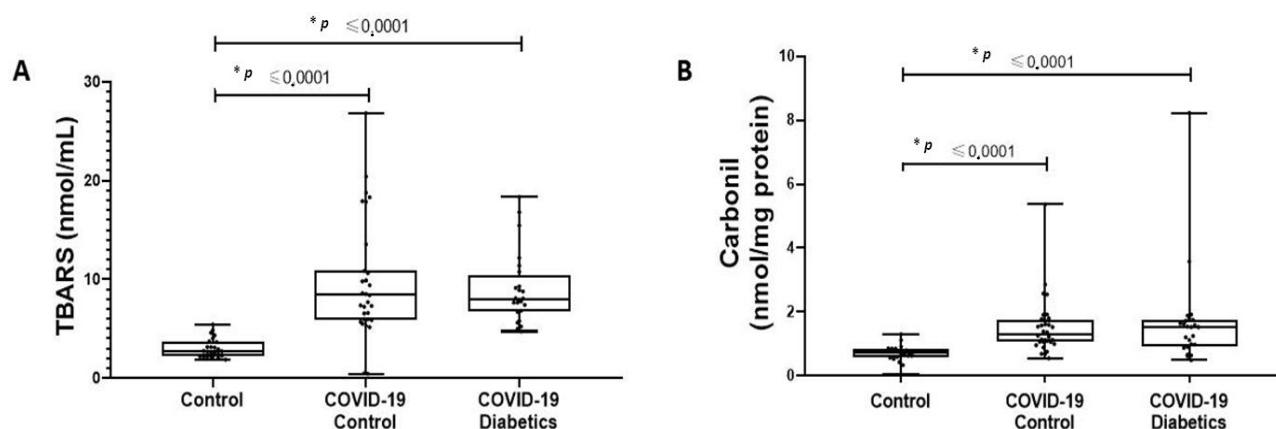 * p ≤0.0001
* p ≤0.0001
A
30
20
10
0
TBARS (nmol/mL)
Control
COVID-19
Control
COVID-19
Diabetics
* p ≤0.0001
* p ≤0.0001
B
10
8
6
4
2
0
Carbonil
(nmol/mg protein)
Control
COVID-19
Control
COVID-19
Diabetics